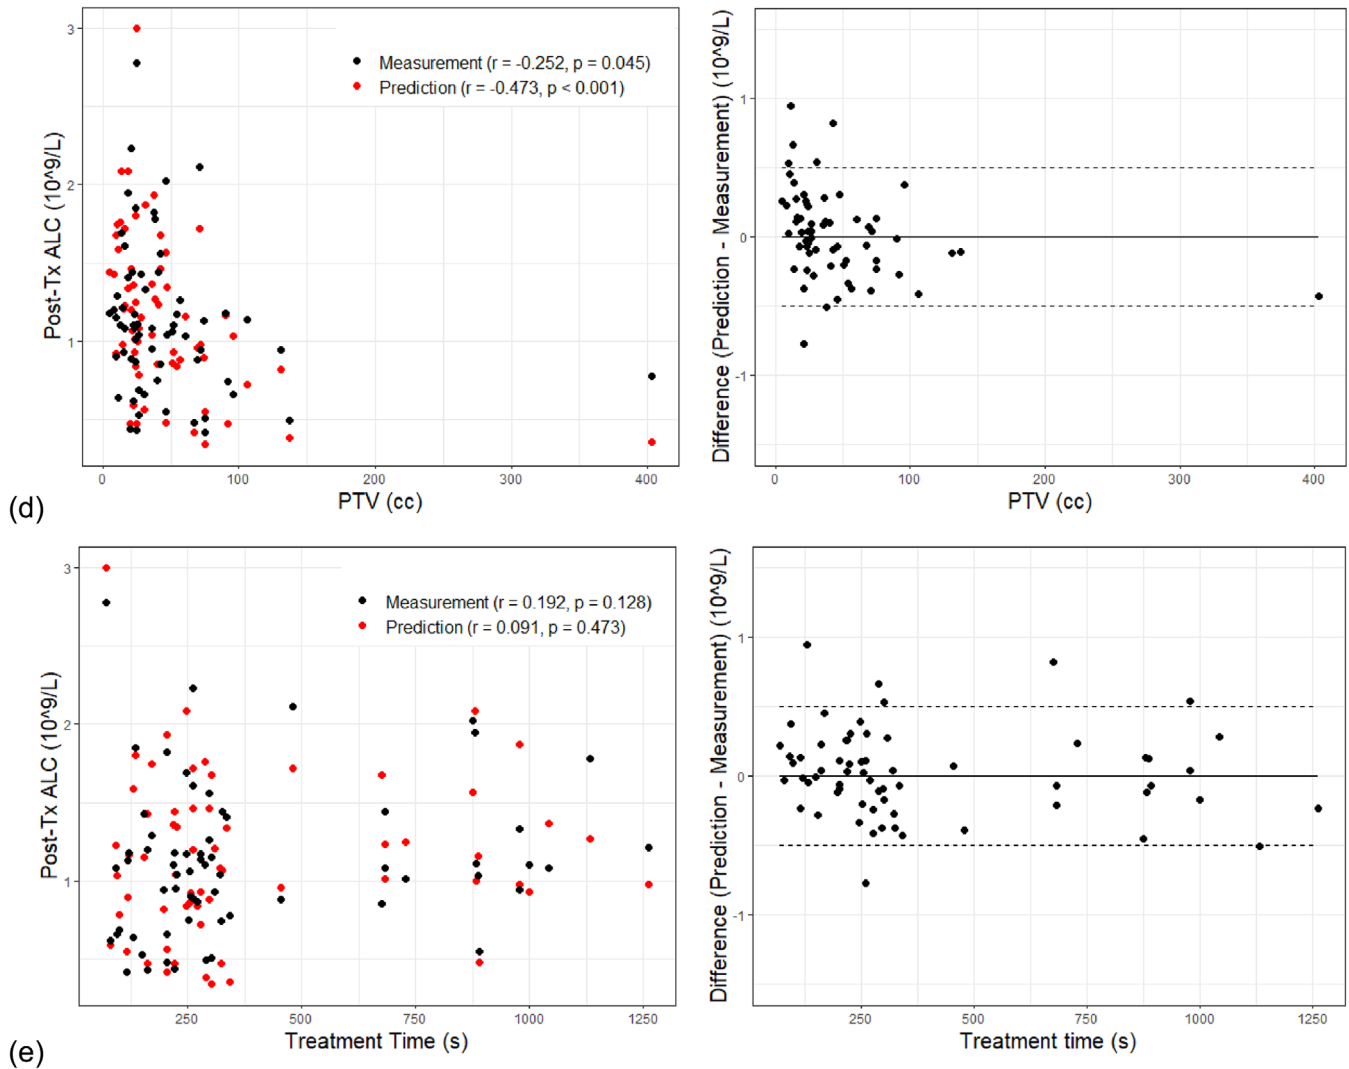 3
2
1
Post-Tx ALC (10^9/L)
Measurement (r = -0.252, p = 0.045)
Prediction (r = -0.473, p < 0.001)
0 100 200 300 400
PTV (cc)
1
0
-1
Difference (Prediction - Measurement) (10^9/L)
0 100 200 300 400
PTV (cc)
(d)
3
2
1
Post-Tx ALC (10^9/L)
Measurement (r = 0.192, p = 0.128)
Prediction (r = 0.091, p = 0.473)
250 500 750 1000 1250
Treatment Time (s)
1
0
-1
Difference (Prediction - Measurement) (10^9/L)
250 500 750 1000 1250
Treatment time (s)
(e)